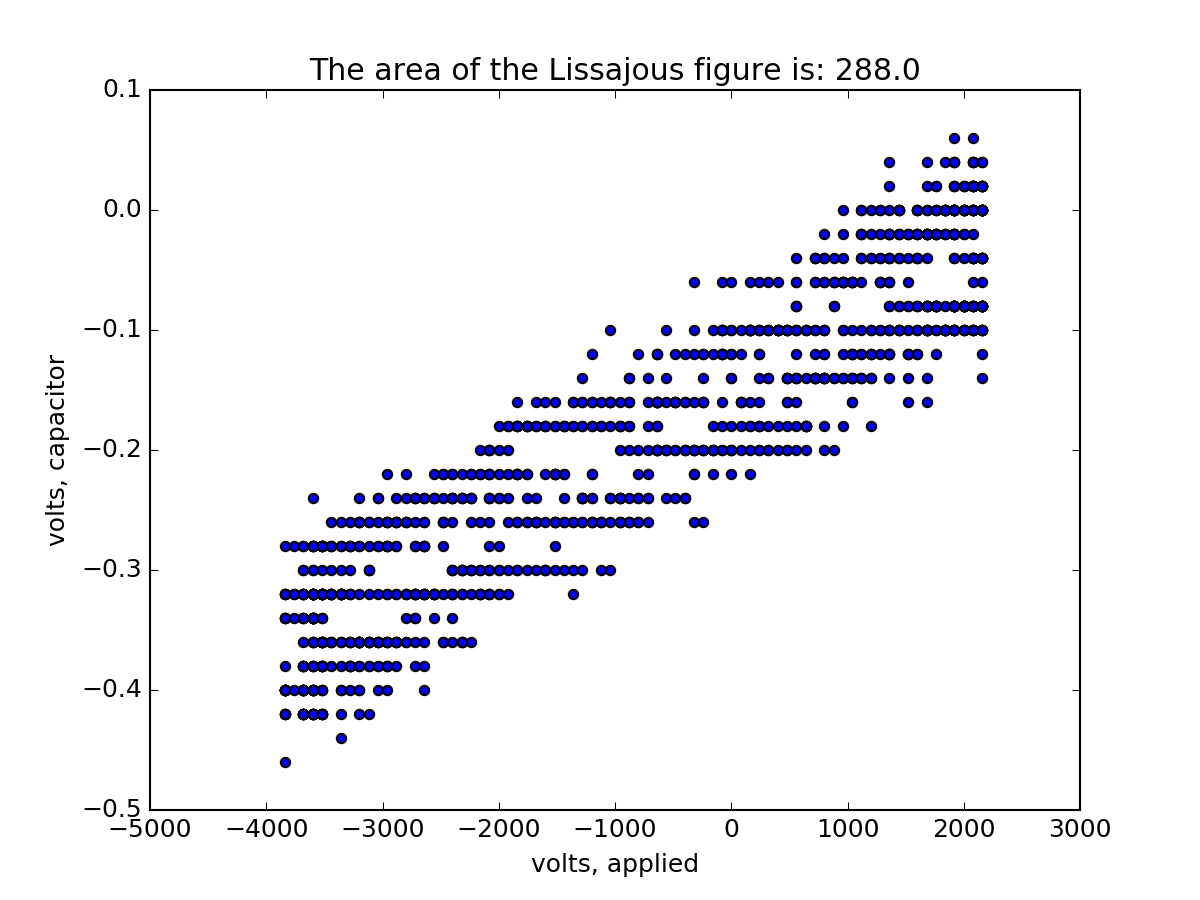 The area of the Lissajous figure is: 288.0
0.1
0.0
−0.1
−0.2
−0.3
−0.4
−0.5
volts, capacitor
−5000 −4000 −3000 −2000 −1000 0 1000 2000 3000
volts, applied